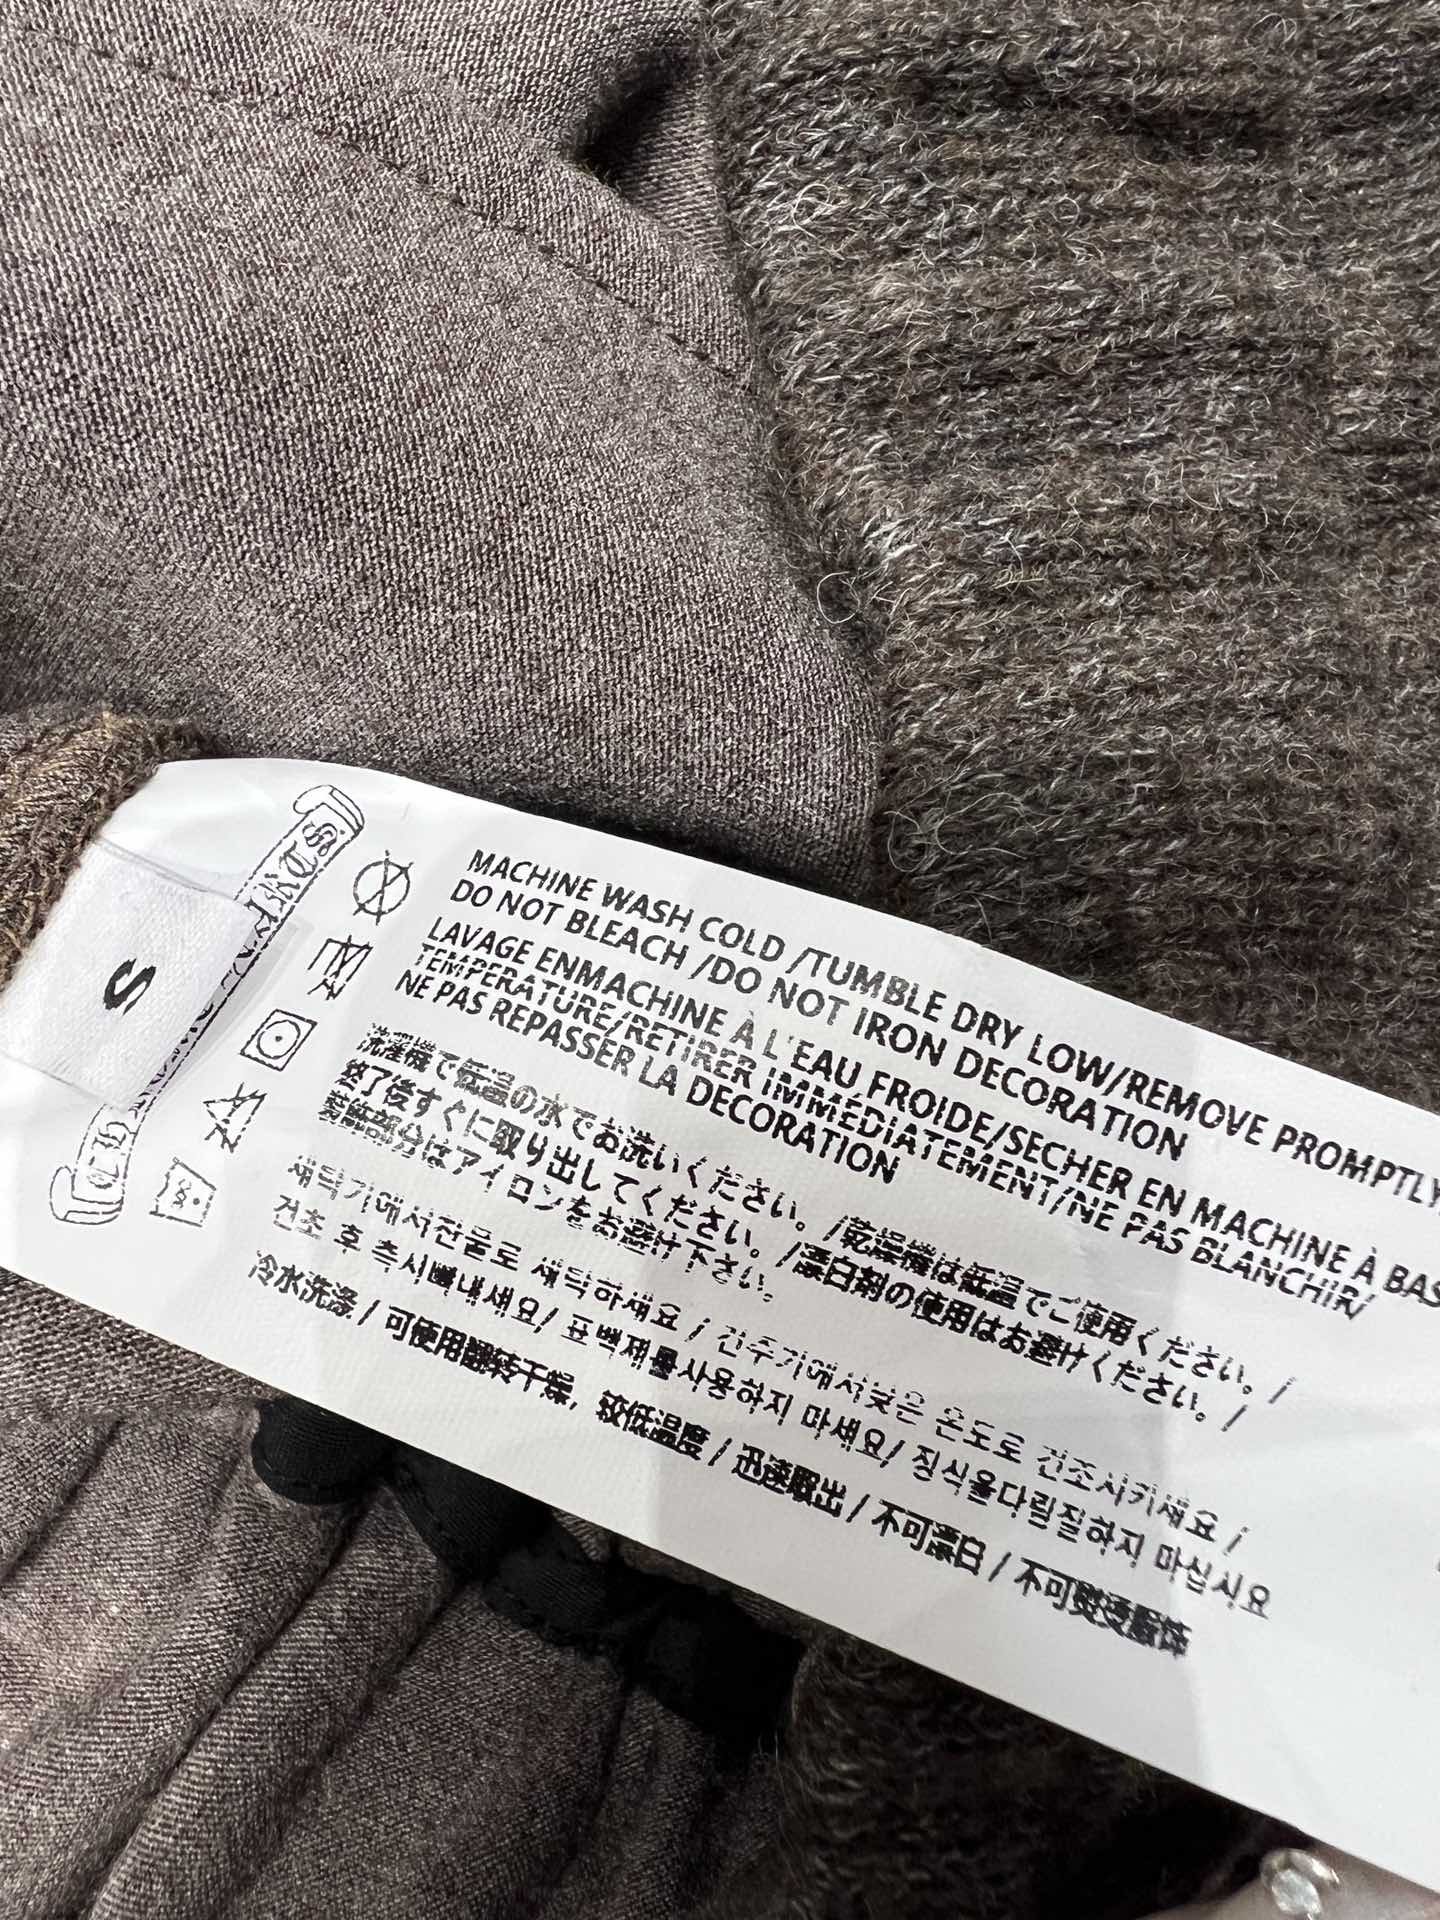 CHROME HEARTS
S
MACHINE WASH COLD /TUMBLE DRY LOW/REMOVE PROMPTLY
DO NOT BLEACH /DO NOT IRON DECORATION
LAVAGE ENMACHINE À L'EAU FROIDE/SECHER EN MACHINE À BAS
TEMPERATURE/RETIRER IMMÉDIATEMENT/NE PAS BLANCHIR/
NE PAS REPASSER LA DECORATION
洗濯機で低温の水でお洗いください。/乾燥機は低温でご使用ください。/
終了後すぐに取り出してください。/漂白剤の使用はお避けください。/
装飾部分はアイロンをお避け下さい。
세탁기에서찬물로 세탁하세요 / 건주기에서낮은 온도로 건조시키세요 /
건조 후 즉시빼내세요/ 표백제를사용하지 마세요/ 장식을다림질하지 마십시요
冷水洗涤 / 可使用翻转干燥，较低温度 / 迅速取出 / 不可漂白 / 不可熨烫服饰